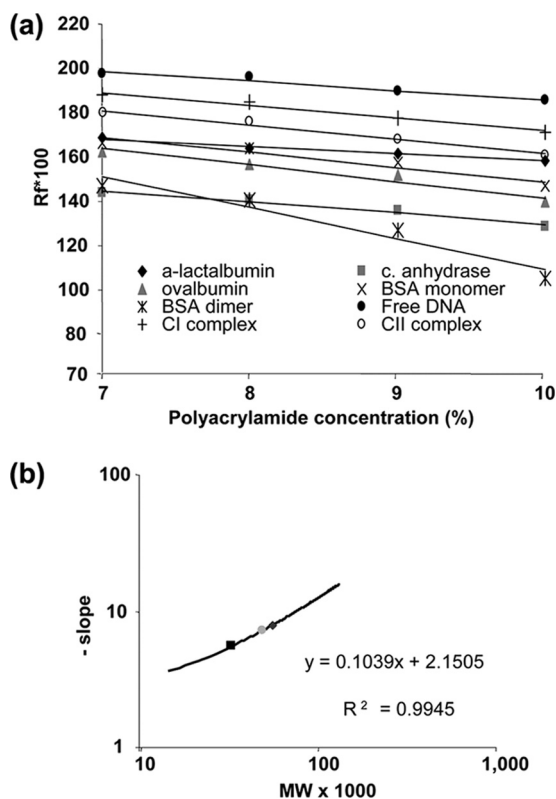 (a)
220
200
180
160
140
120
100
70
Rf*100
a-lactalbumin
c. anhydrase
ovalbumin
BSA monomer
BSA dimer
Free DNA
CI complex
CII complex
7 8 9 10
Polyacrylamide concentration (%)
(b)
100
10
1
- slope
y = 0.1039x + 2.1505
R² = 0.9945
10 100 1,000
MW x 1000